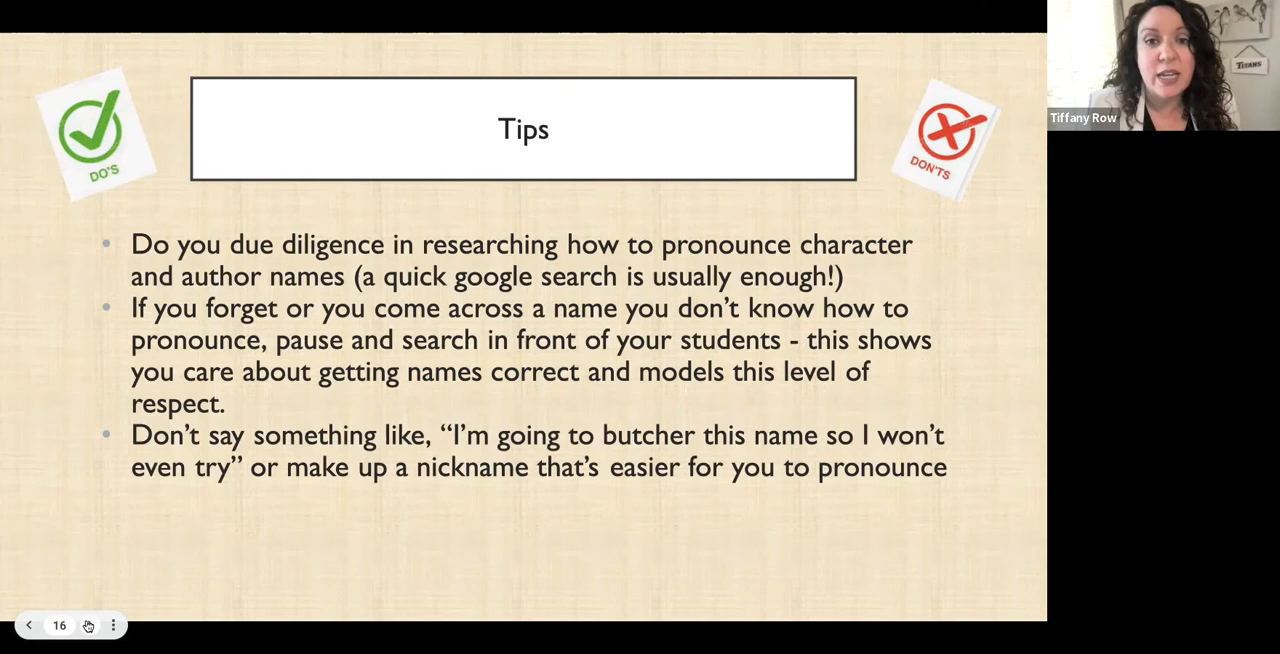 DO'S
Tips
DON'TS
TITANS
Tiffany Row
• Do you due diligence in researching how to pronounce character
and author names (a quick google search is usually enough!)
• If you forget or you come across a name you don’t know how to
pronounce, pause and search in front of your students - this shows
you care about getting names correct and models this level of
respect.
• Don’t say something like, “I’m going to butcher this name so I won’t
even try” or make up a nickname that’s easier for you to pronounce
16